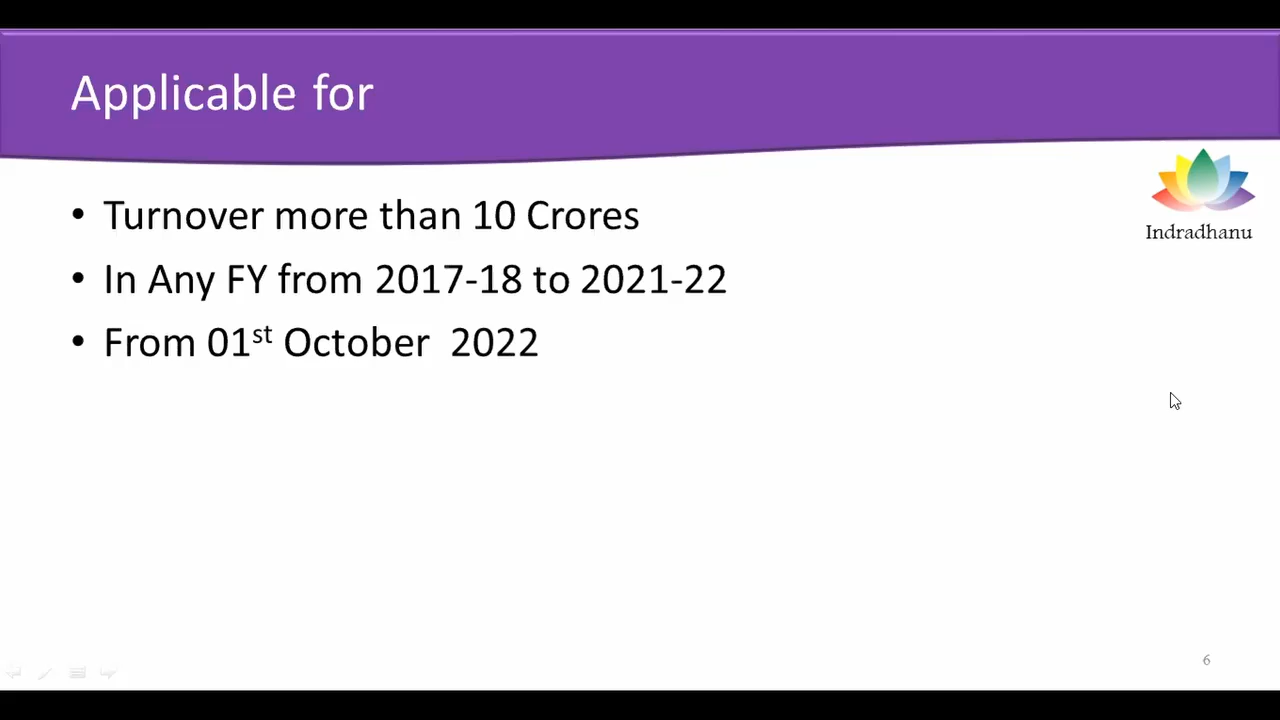 Applicable for
• Turnover more than 10 Crores
Indradhanu
• In Any FY from 2017-18 to 2021-22
• From 01st October 2022
6